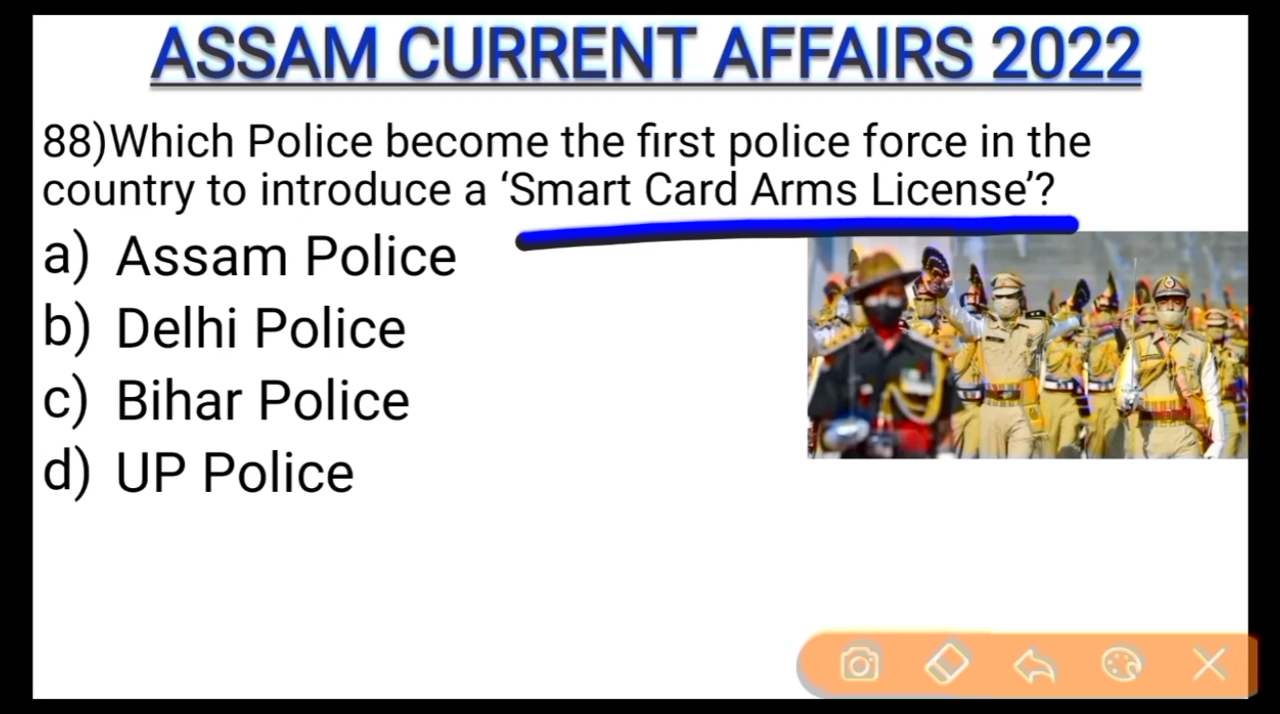 ASSAM CURRENT AFFAIRS 2022
88)Which Police become the first police force in the
country to introduce a ‘Smart Card Arms License’?
a) Assam Police
b) Delhi Police
c) Bihar Police
d) UP Police